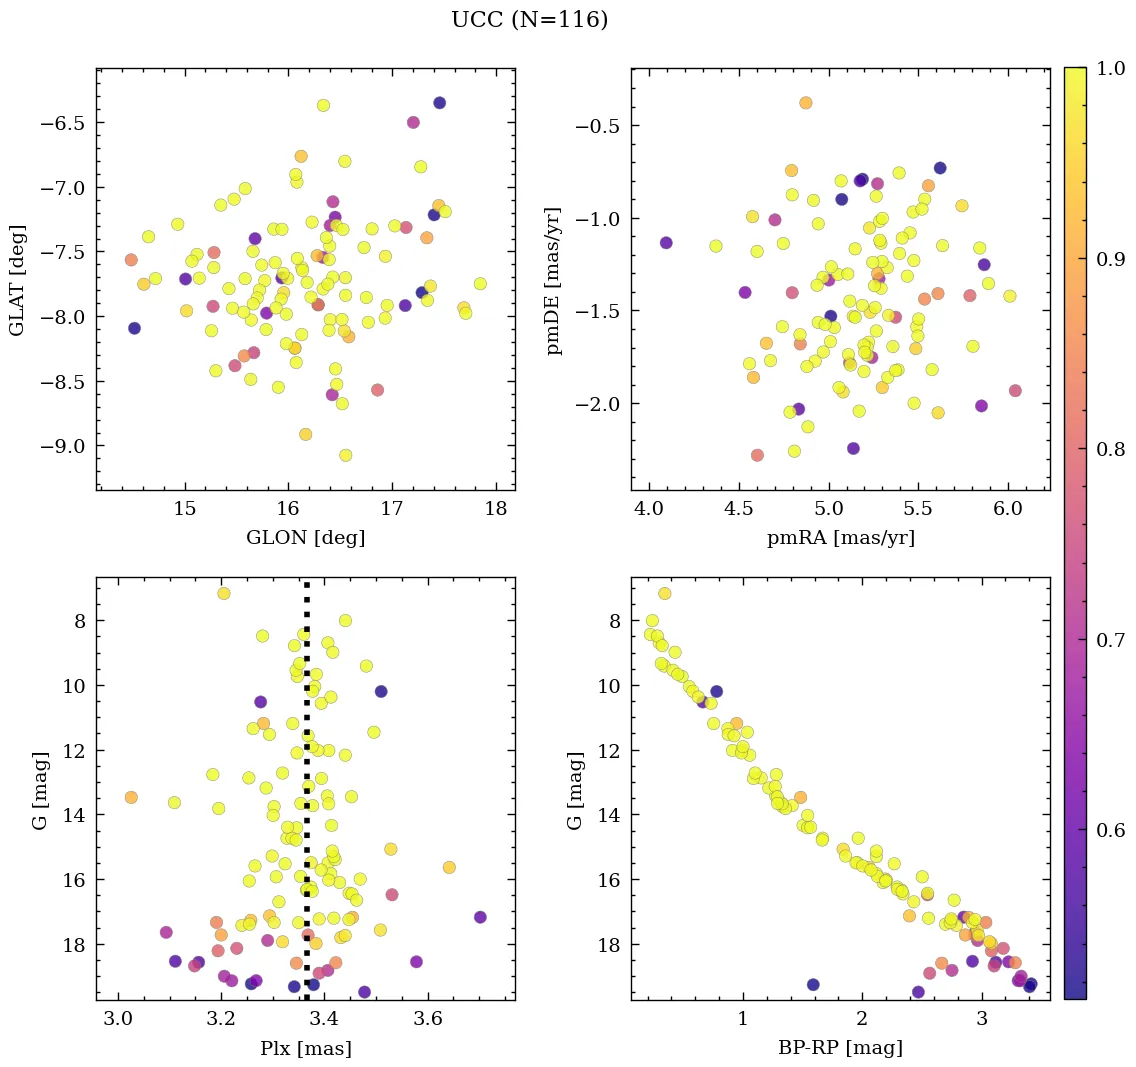 UCC (N=116)
−6.5
−7.0
−7.5
−8.0
−8.5
−9.0
GLAT [deg]
15 16 17 18
GLON [deg]
−0.5
−1.0
−1.5
−2.0
pmDE [mas/yr]
4.0 4.5 5.0 5.5 6.0
pmRA [mas/yr]
8
10
12
14
16
18
G [mag]
3.0 3.2 3.4 3.6
Plx [mas]
8
10
12
14
16
18
G [mag]
1 2 3
BP-RP [mag]
1.0
0.9
0.8
0.7
0.6